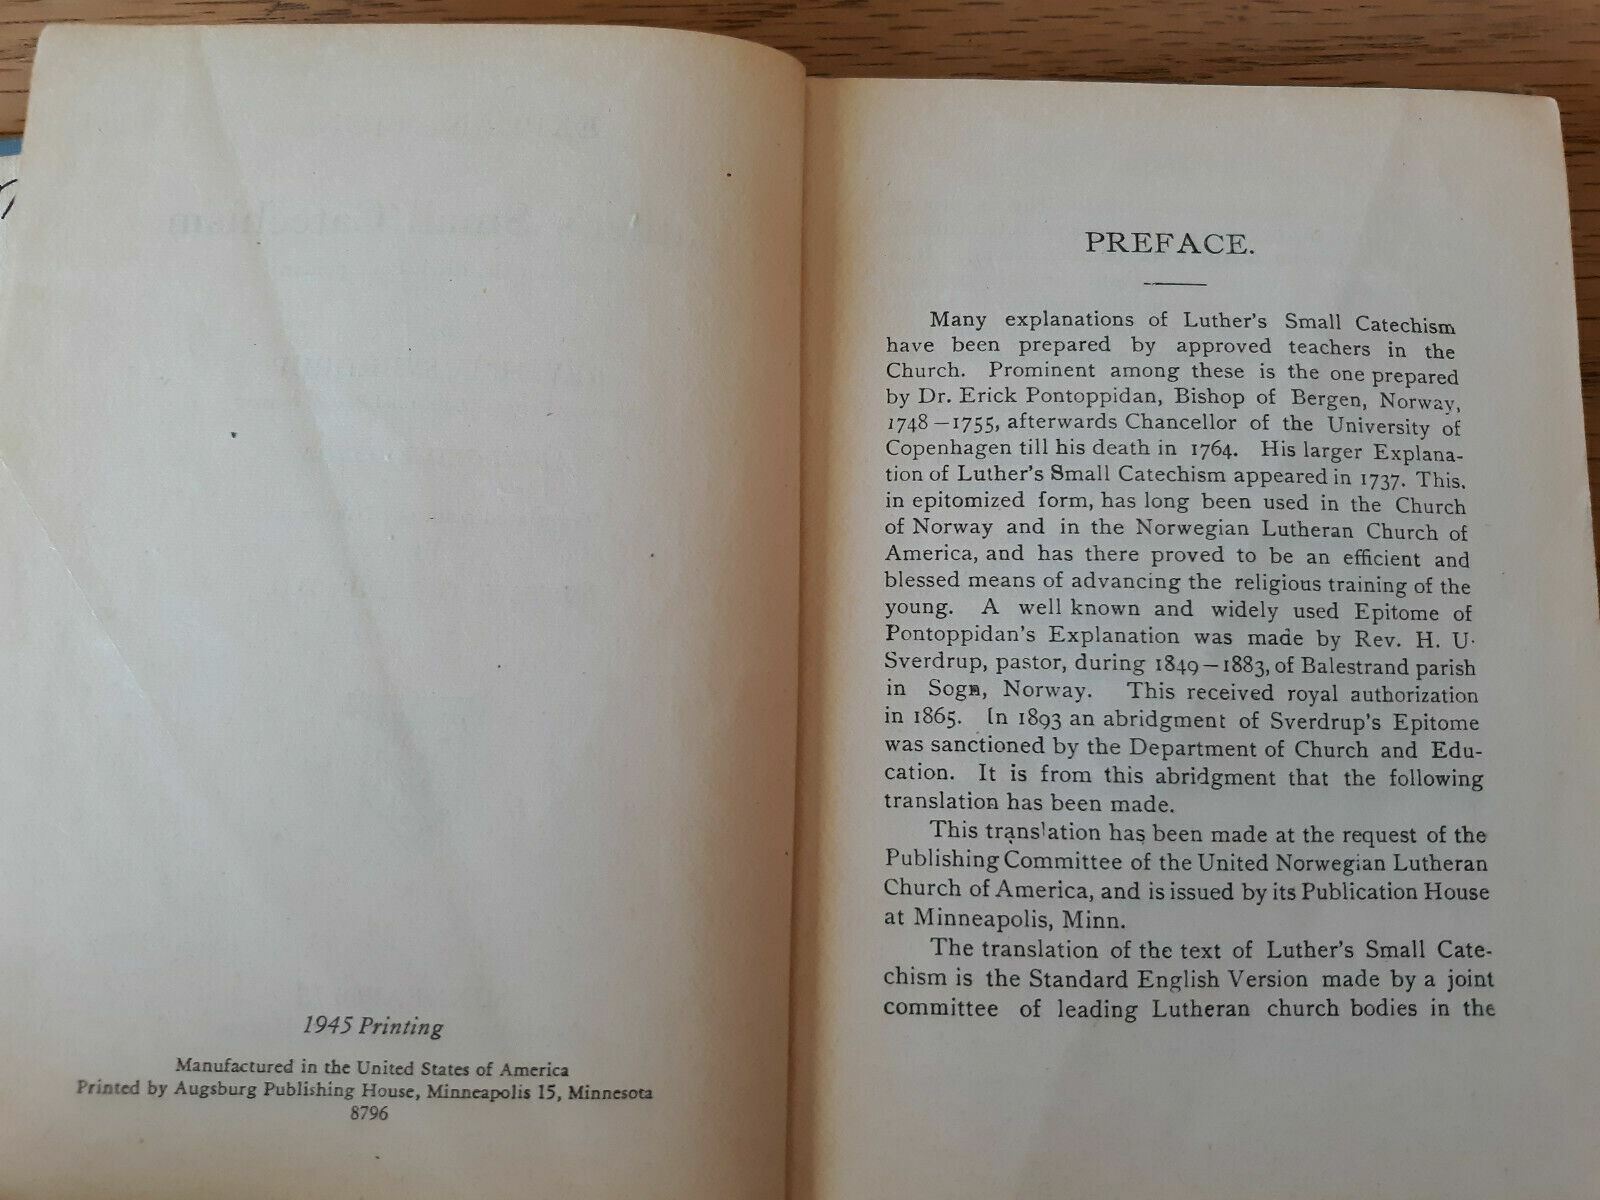 1945 Printing
Manufactured in the United States of America
Printed by Augsburg Publishing House, Minneapolis 15, Minnesota
8796
PREFACE.
Many explanations of Luther's Small Catechism
have been prepared by approved teachers in the
Church. Prominent among these is the one prepared
by Dr. Erick Pontoppidan, Bishop of Bergen, Norway,
1748–1755, afterwards Chancellor of the University of
Copenhagen till his death in 1764. His larger Explana-
tion of Luther's Small Catechism appeared in 1737. This,
in epitomized form, has long been used in the Church
of Norway and in the Norwegian Lutheran Church of
America, and has there proved to be an efficient and
blessed means of advancing the religious training of the
young. A well known and widely used Epitome of
Pontoppidan's Explanation was made by Rev. H. U.
Sverdrup, pastor, during 1849–1883, of Balestrand parish
in Sogn, Norway. This received royal authorization
in 1865. In 1893 an abridgment of Sverdrup's Epitome
was sanctioned by the Department of Church and Edu-
cation. It is from this abridgment that the following
translation has been made.
This translation has been made at the request of the
Publishing Committee of the United Norwegian Lutheran
Church of America, and is issued by its Publication House
at Minneapolis, Minn.
The translation of the text of Luther's Small Cate-
chism is the Standard English Version made by a joint
committee of leading Lutheran church bodies in the